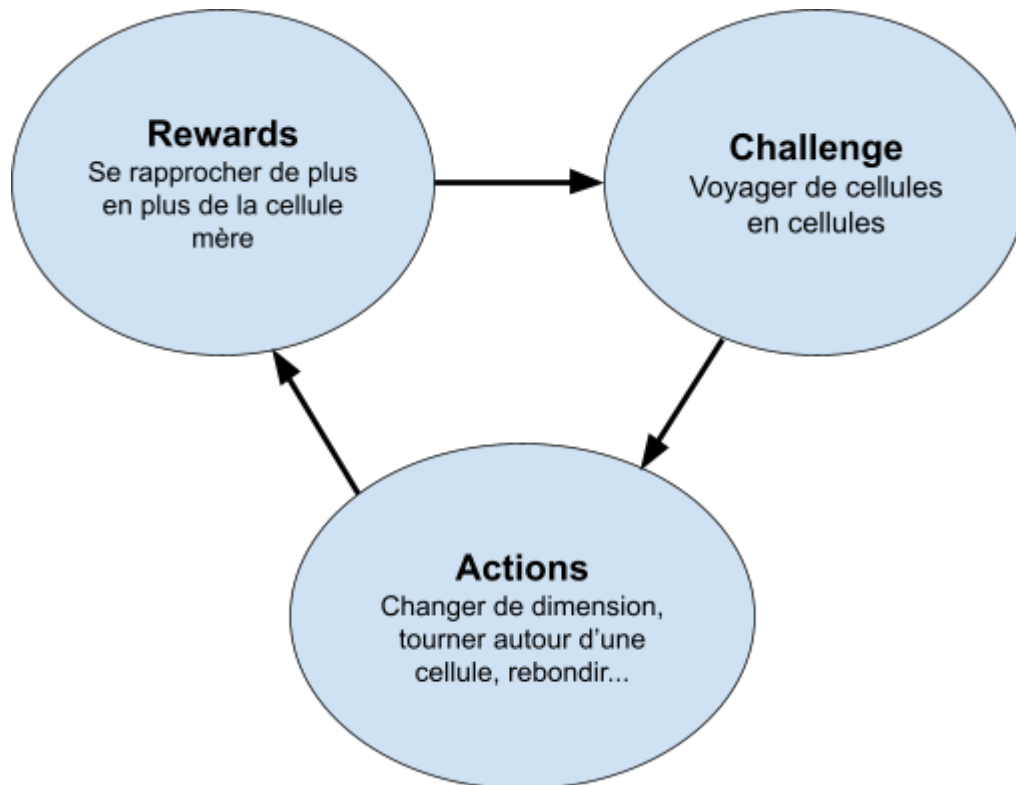 Rewards
Se rapprocher de plus
en plus de la cellule
mère
Challenge
Voyager de cellules
en cellules
Actions
Changer de dimension,
tourner autour d’une
cellule, rebondir...